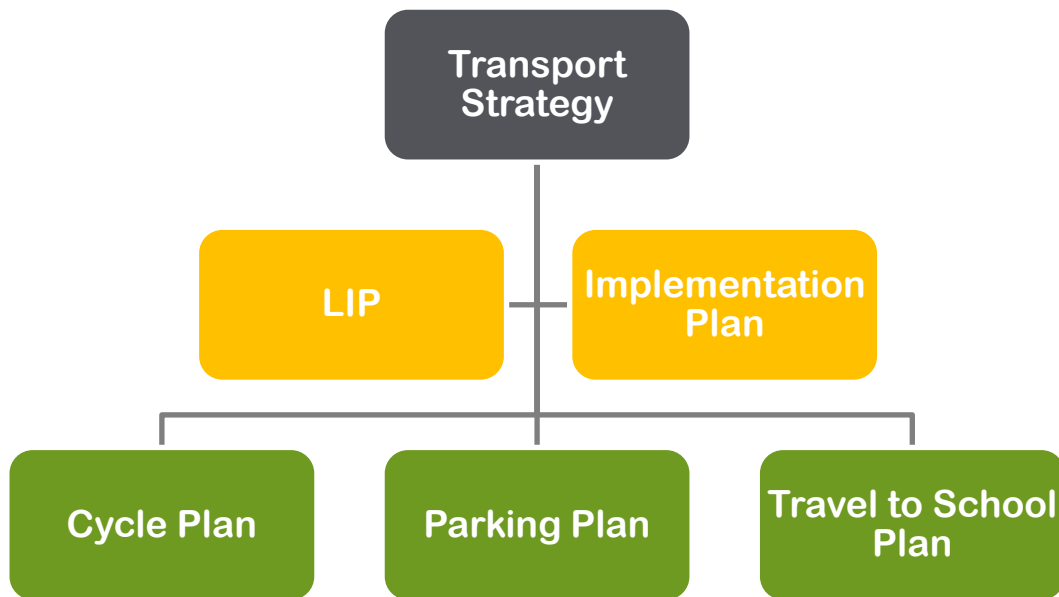 Transport
Strategy
LIP
Implementation
Plan
Cycle Plan
Parking Plan
Travel to School
Plan